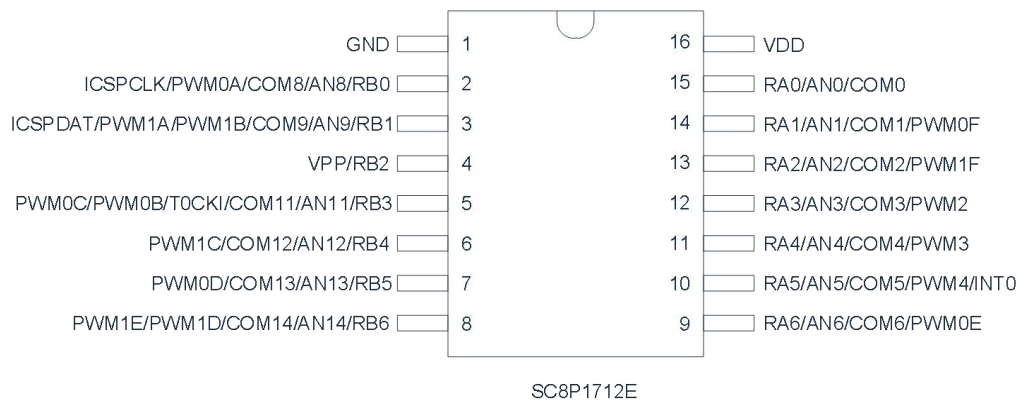 GND 1 16 VDD
ICSPCLK/PWM0A/COM8/AN8/RB0 2 15 RA0/AN0/COM0
ICSPDAT/PWM1A/PWM1B/COM9/AN9/RB1 3 14 RA1/AN1/COM1/PWM0F
VPP/RB2 4 13 RA2/AN2/COM2/PWM1F
PWM0C/PWM0B/T0CKI/COM11/AN11/RB3 5 12 RA3/AN3/COM3/PWM2
PWM1C/COM12/AN12/RB4 6 11 RA4/AN4/COM4/PWM3
PWM0D/COM13/AN13/RB5 7 10 RA5/AN5/COM5/PWM4/INT0
PWM1E/PWM1D/COM14/AN14/RB6 8 9 RA6/AN6/COM6/PWM0E
SC8P1712E